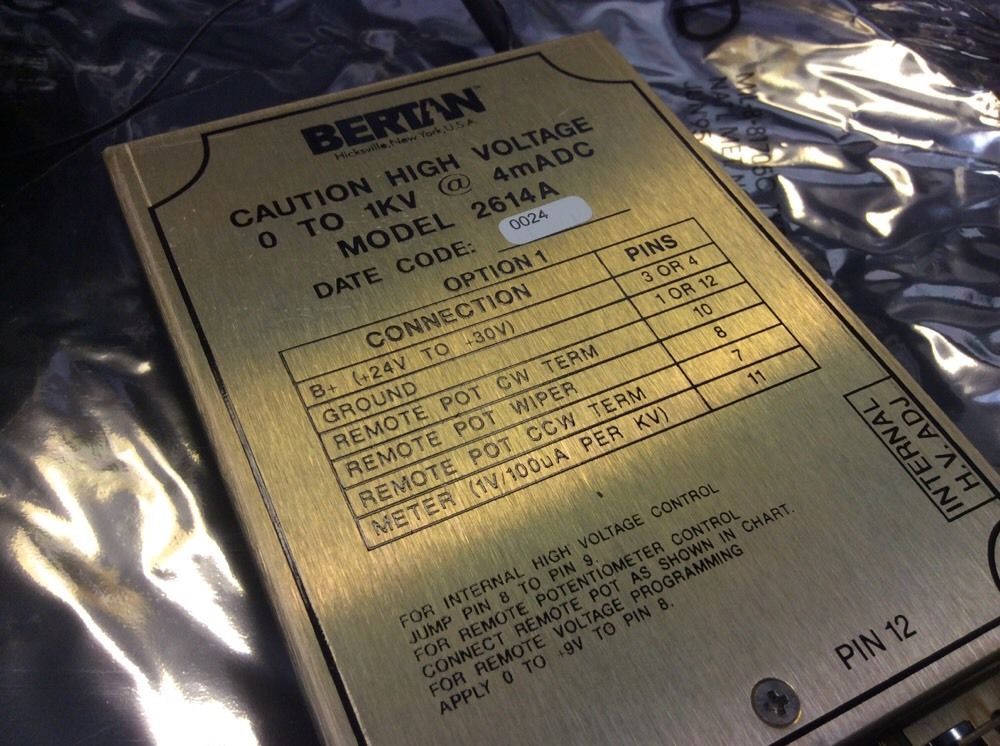 BERTAN
Hicksville, New York, U.S.A.
CAUTION HIGH VOLTAGE
0 TO 1KV @ 4mADC
MODEL 2614A
DATE CODE: 0024
OPTION 1
CONNECTION PINS
B+ (+24V TO +30V) 3 OR 4
GROUND 1 OR 12
REMOTE POT CW TERM 10
REMOTE POT WIPER 8
REMOTE POT CCW TERM 7
METER (1V/100uA PER KV) 11
INTERNAL
H.V. ADJ
FOR INTERNAL HIGH VOLTAGE CONTROL
JUMP PIN 8 TO PIN 9.
FOR REMOTE POTENTIOMETER CONTROL
CONNECT REMOTE POT AS SHOWN IN CHART.
FOR REMOTE VOLTAGE PROGRAMMING
APPLY 0 TO +9V TO PIN 8.
PIN 12